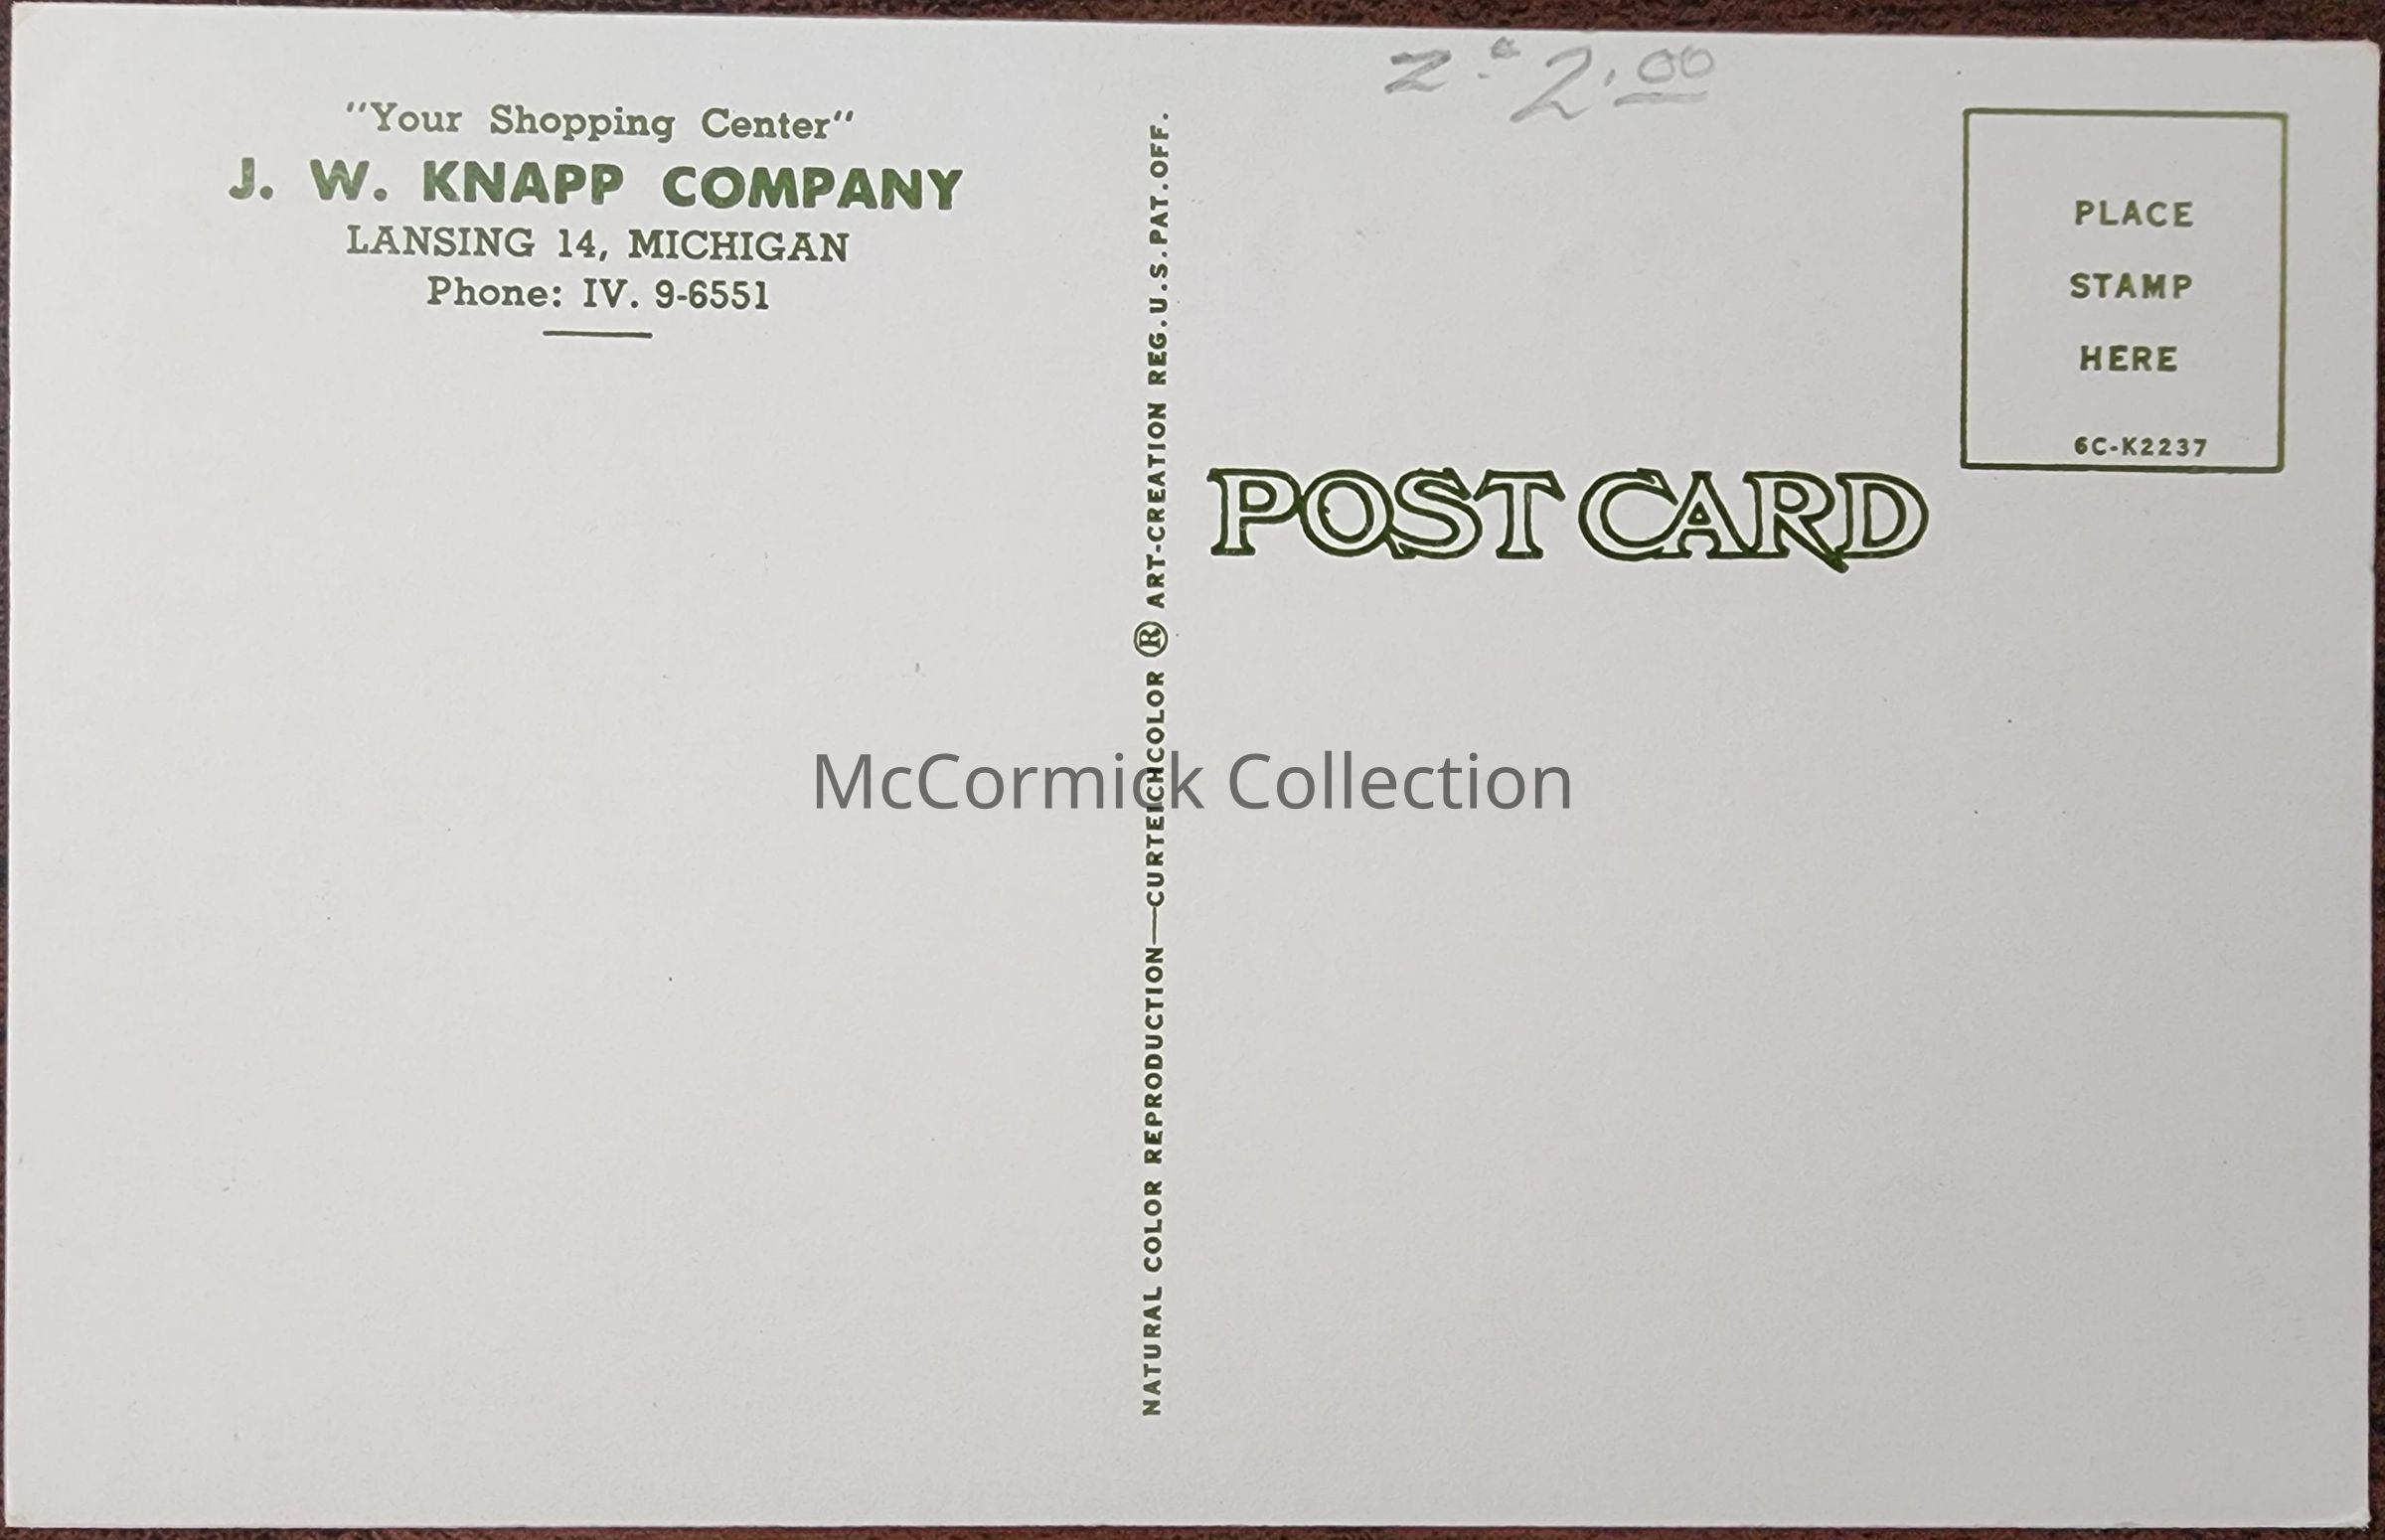 "Your Shopping Center"
J. W. KNAPP COMPANY
LANSING 14, MICHIGAN
Phone: IV. 9-6551
NATURAL COLOR REPRODUCTION—CURTEICHCOLOR ® ART-CREATION REG. U.S. PAT. OFF.
2.00
PLACE
STAMP
HERE
6C-K2237
POST CARD
McCormick Collection